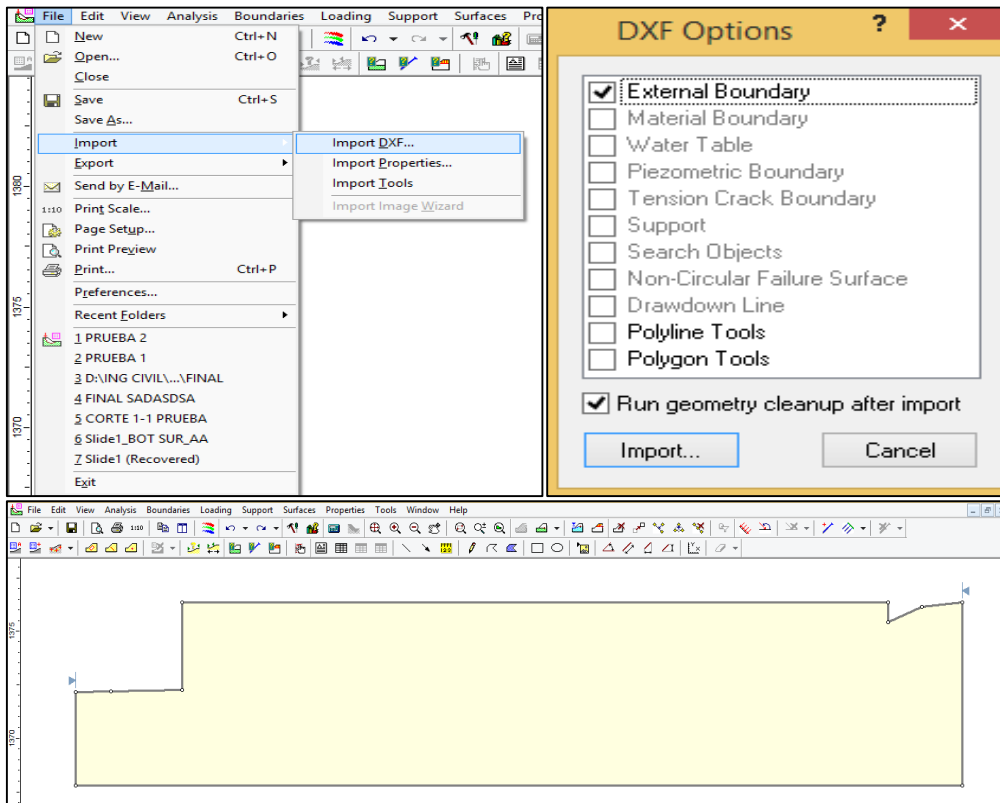 File Edit View Analysis Boundaries Loading Support Surfaces Pro
New Ctrl+N
Open... Ctrl+O
Close
Save Ctrl+S
Save As...
Import
Export
Send by E-Mail...
1:10 Print Scale...
Page Setup...
Print Preview
Print... Ctrl+P
Preferences...
Recent Folders
1 PRUEBA 2
2 PRUEBA 1
3 D:\ING CIVIL\...\FINAL
4 FINAL SADASDSA
5 CORTE 1-1 PRUEBA
6 Slide1_BOT SUR_AA
7 Slide1 (Recovered)
Exit
Import DXF...
Import Properties...
Import Tools
Import Image Wizard
1380
1375
1370
DXF Options ?
External Boundary
Material Boundary
Water Table
Piezometric Boundary
Tension Crack Boundary
Support
Search Objects
Non-Circular Failure Surface
Drawdown Line
Polyline Tools
Polygon Tools
Run geometry cleanup after import
Import... Cancel
File Edit View Analysis Boundaries Loading Support Surfaces Properties Tools Window Help
1:10
1375
1370